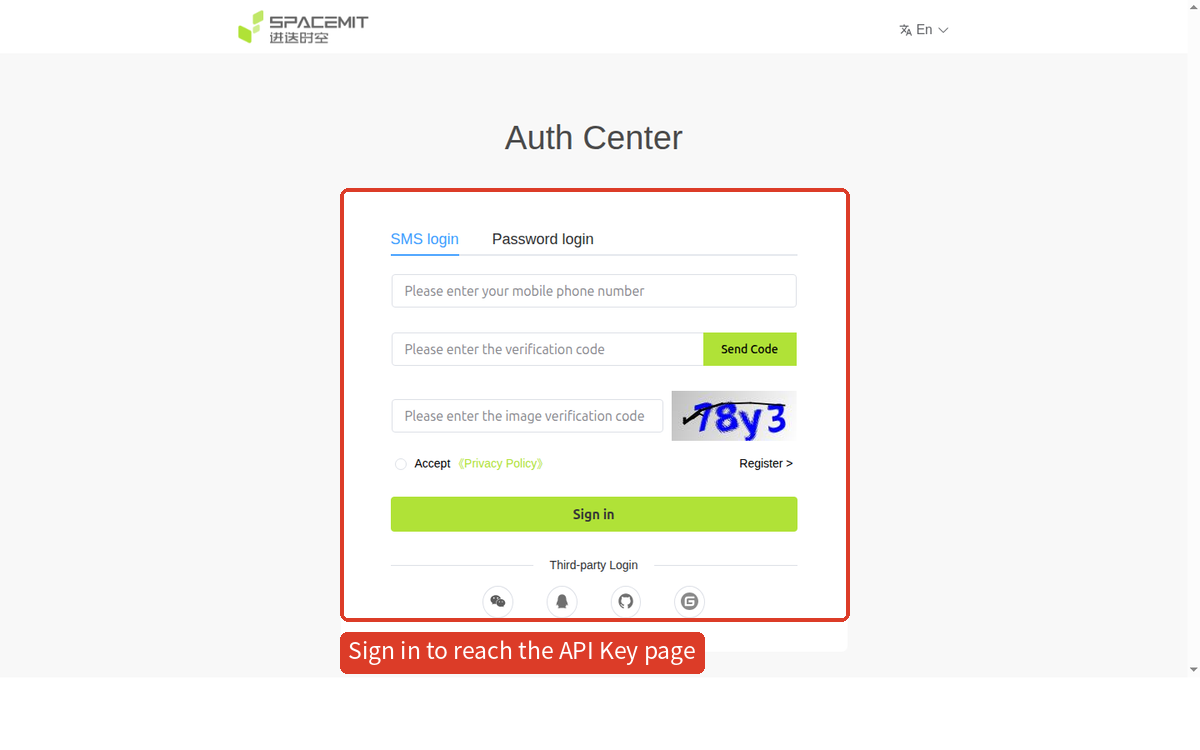 SPACEMIT
进迭时空
En
Auth Center
SMS login
Password login
Please enter your mobile phone number
Please enter the verification code
Send Code
Please enter the image verification code
78y3
Accept 《Privacy Policy》
Register >
Sign in
Third-party Login
Sign in to reach the API Key page